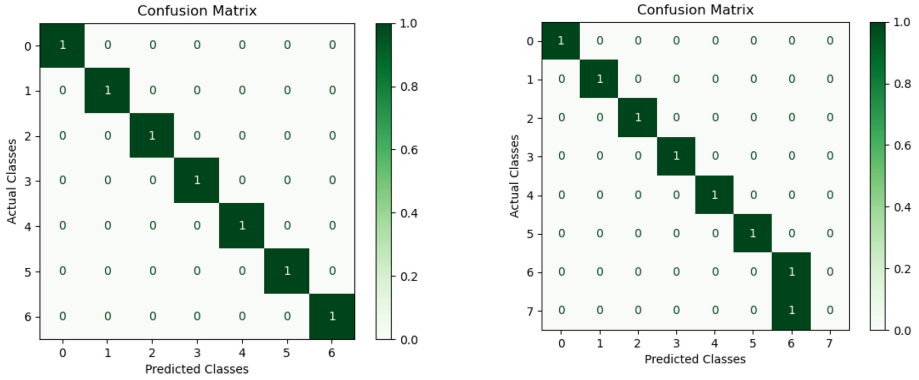 Confusion Matrix
0 1 0 0 0 0 0 0
1 0 1 0 0 0 0 0
2 0 0 1 0 0 0 0
3 0 0 0 1 0 0 0
4 0 0 0 0 1 0 0
5 0 0 0 0 0 1 0
6 0 0 0 0 0 0 1
0 1 2 3 4 5 6
Predicted Classes
Actual Classes
1.0
0.8
0.6
0.4
0.2
0.0
Confusion Matrix
0 1 0 0 0 0 0 0 0
1 0 1 0 0 0 0 0 0
2 0 0 1 0 0 0 0 0
3 0 0 0 1 0 0 0 0
4 0 0 0 0 1 0 0 0
5 0 0 0 0 0 1 0 0
6 0 0 0 0 0 0 1 0
7 0 0 0 0 0 0 1 0
0 1 2 3 4 5 6 7
Predicted Classes
Actual Classes
1.0
0.8
0.6
0.4
0.2
0.0